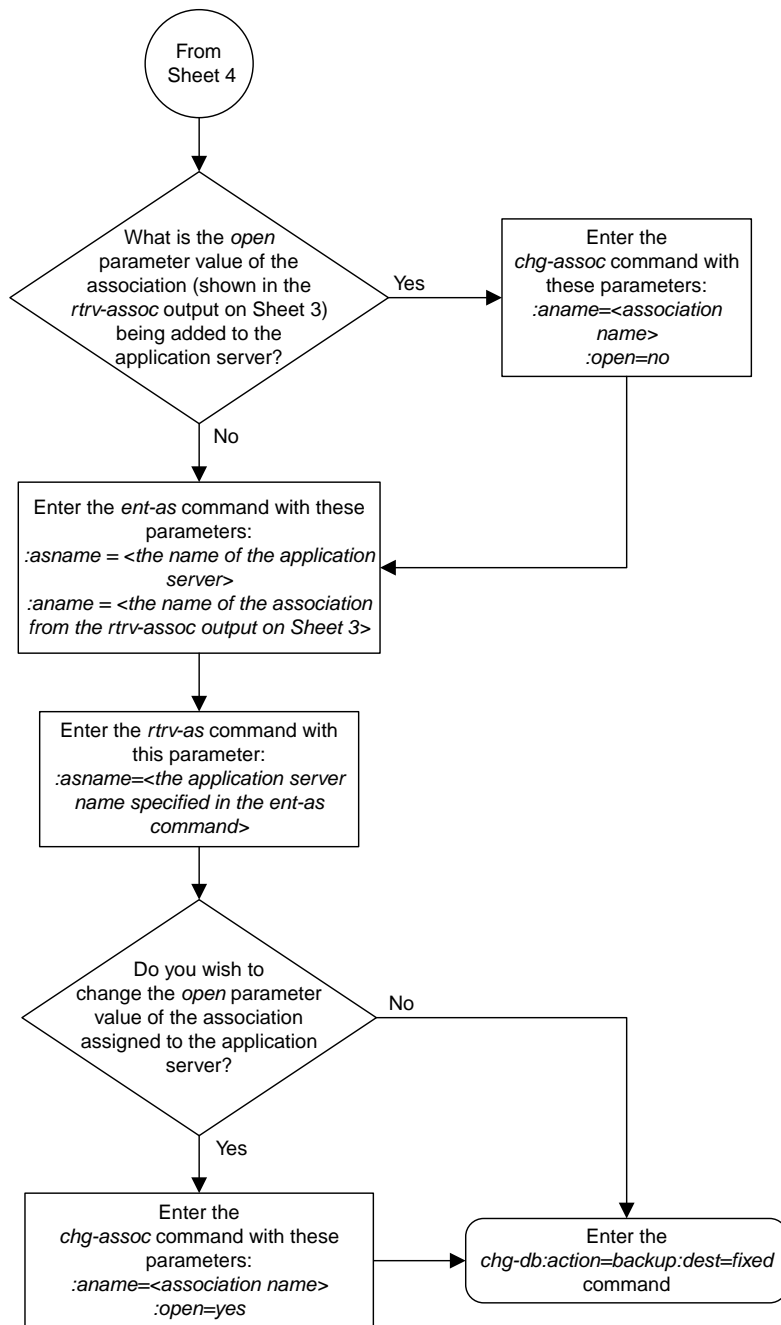 From
Sheet 4
What is the open
parameter value of the
association (shown in the
rtrv-assoc output on Sheet 3)
being added to the
application server?
Yes
Enter the
chg-assoc command with
these parameters:
:aname=<association
name>
:open=no
No
Enter the ent-as command with these
parameters:
:asname = <the name of the application
server>
:aname = <the name of the association
from the rtrv-assoc output on Sheet 3>
Enter the rtrv-as command with
this parameter:
:asname=<the application server
name specified in the ent-as
command>
Do you wish to
change the open parameter
value of the association
assigned to the application
server?
No
Yes
Enter the
chg-assoc command with these
parameters:
:aname=<association name>
:open=yes
Enter the
chg-db:action=backup:dest=fixed
command